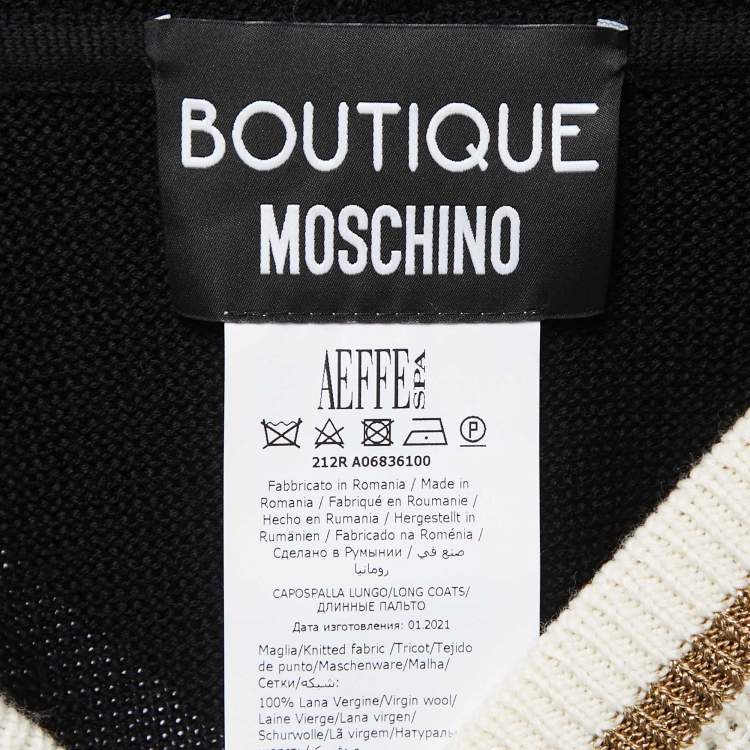 BOUTIQUE
MOSCHINO
AEFFE SPA
P
212R A06836100
Fabbricato in Romania / Made in
Romania / Fabriqué en Roumanie /
Hecho en Rumania / Hergestellt in
Rumänien / Fabricado na Roménia /
Сделано в Румынии / صنع في
رومانيا
CAPOSPALLA LUNGO/LONG COATS/
ДЛИННЫЕ ПАЛЬТО
Дата изготовления: 01.2021
Maglia/Knitted fabric /Tricot/Tejido
de punto/Maschenware/Malha/
Сетки/شبكه:
100% Lana Vergine/Virgin wool/
Laine Vierge/Lana virgen/
Schurwolle/Lã virgem/Натураль